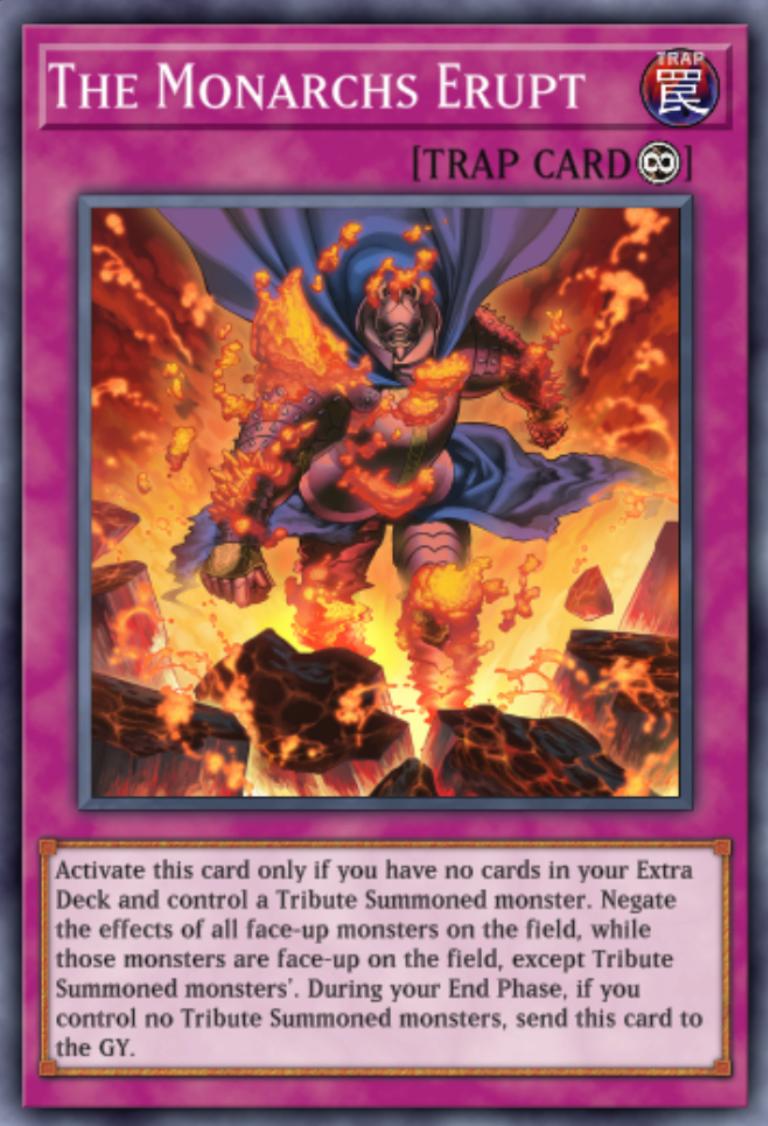 The Monarchs Erupt
TRAP
罠
[TRAP CARD]
Activate this card only if you have no cards in your Extra
Deck and control a Tribute Summoned monster. Negate
the effects of all face-up monsters on the field, while
those monsters are face-up on the field, except Tribute
Summoned monsters'. During your End Phase, if you
control no Tribute Summoned monsters, send this card to
the GY.